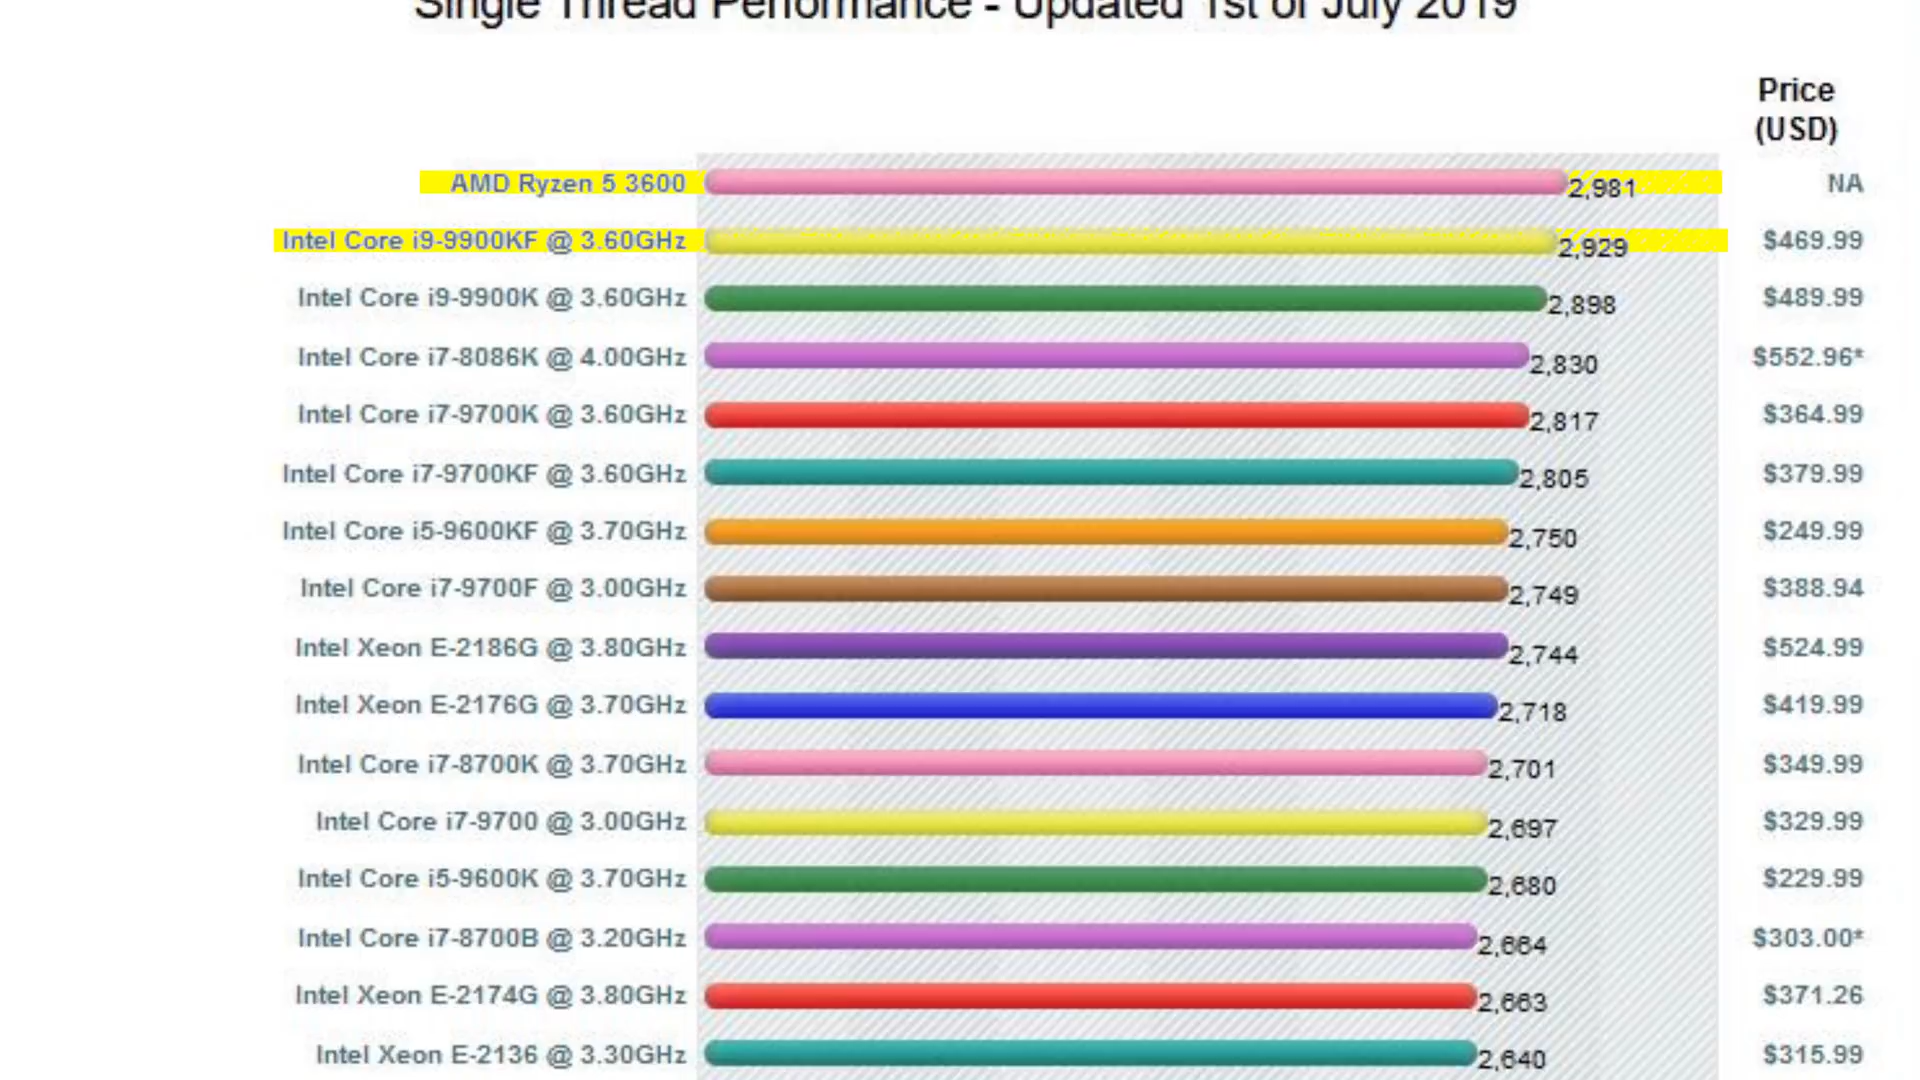 Single Thread Performance - Updated 1st of July 2019
Price
(USD)
AMD Ryzen 5 3600 2,981 NA
Intel Core i9-9900KF @ 3.60GHz 2,929 $469.99
Intel Core i9-9900K @ 3.60GHz 2,898 $489.99
Intel Core i7-8086K @ 4.00GHz 2,830 $552.96*
Intel Core i7-9700K @ 3.60GHz 2,817 $364.99
Intel Core i7-9700KF @ 3.60GHz 2,805 $379.99
Intel Core i5-9600KF @ 3.70GHz 2,750 $249.99
Intel Core i7-9700F @ 3.00GHz 2,749 $388.94
Intel Xeon E-2186G @ 3.80GHz 2,744 $524.99
Intel Xeon E-2176G @ 3.70GHz 2,718 $419.99
Intel Core i7-8700K @ 3.70GHz 2,701 $349.99
Intel Core i7-9700 @ 3.00GHz 2,697 $329.99
Intel Core i5-9600K @ 3.70GHz 2,680 $229.99
Intel Core i7-8700B @ 3.20GHz 2,664 $303.00*
Intel Xeon E-2174G @ 3.80GHz 2,663 $371.26
Intel Xeon E-2136 @ 3.30GHz 2,640 $315.99